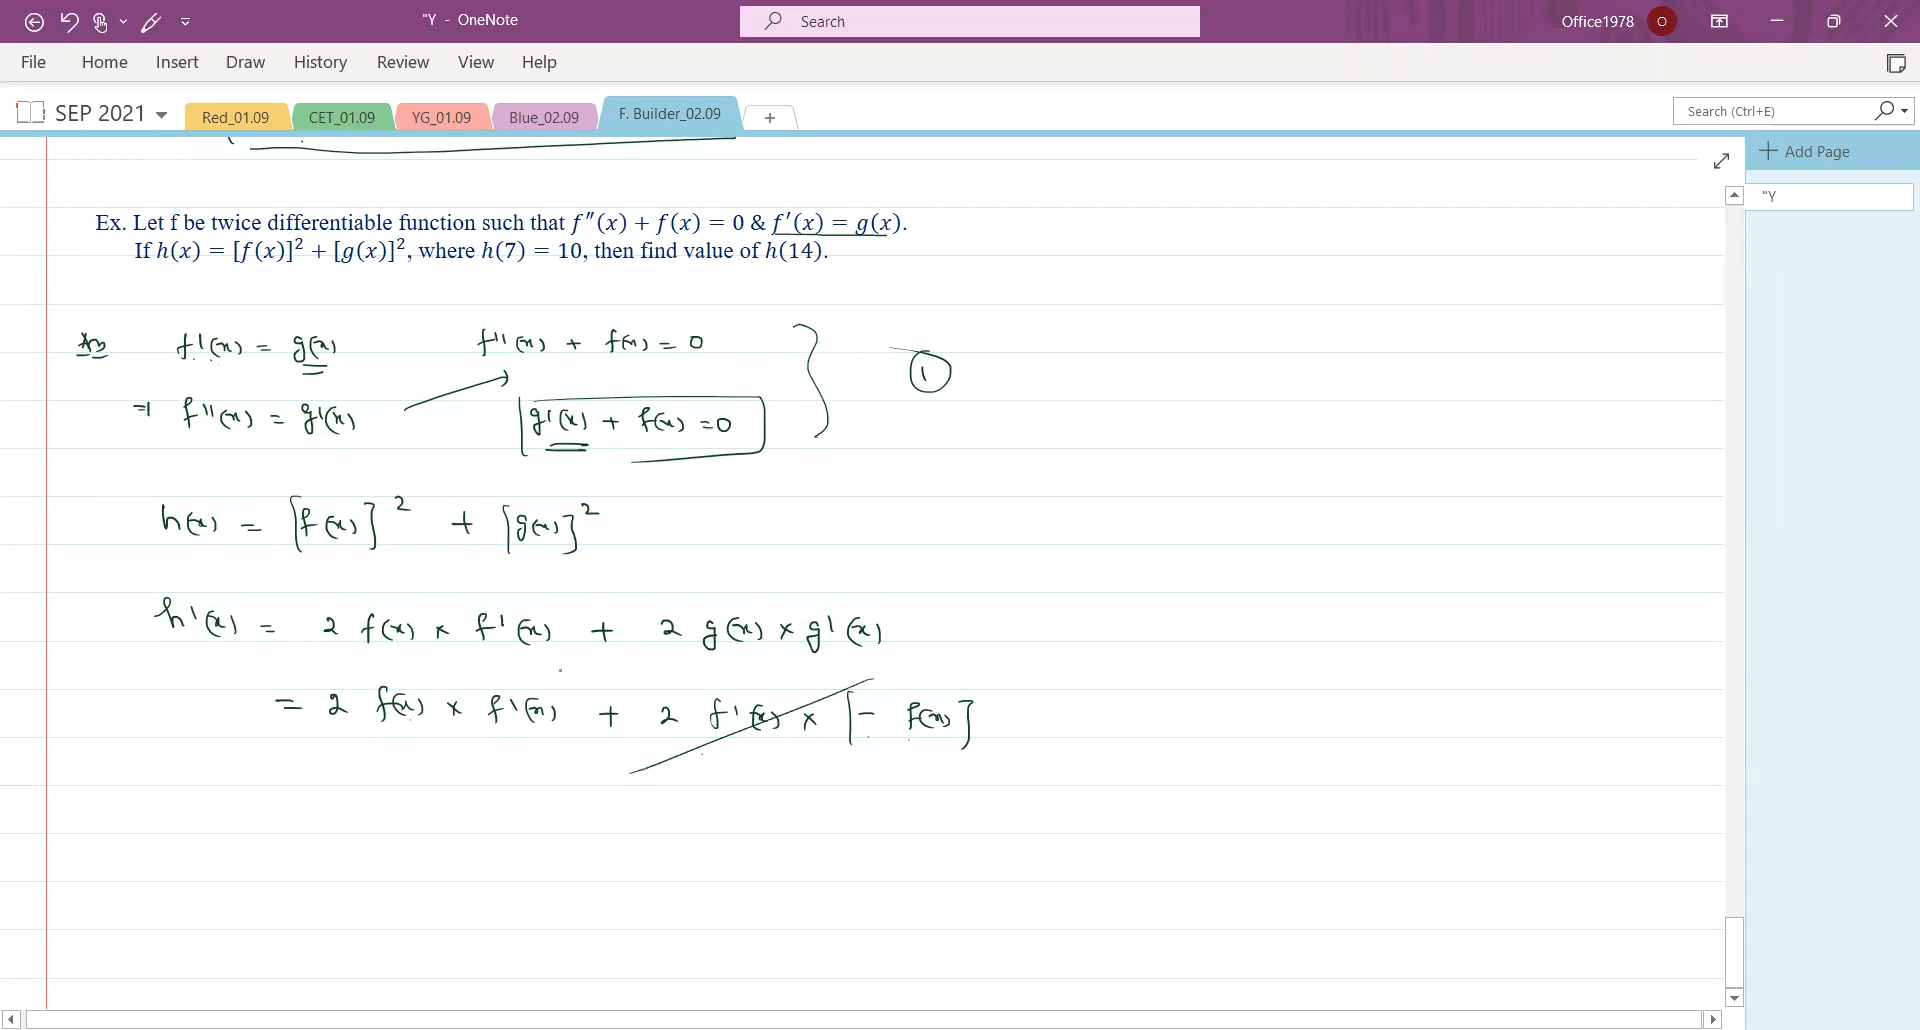 "Y - OneNote
Search
Office1978
O
File Home Insert Draw History Review View Help
SEP 2021
Red_01.09 CET_01.09 YG_01.09 Blue_02.09 F. Builder_02.09 +
Search (Ctrl+E)
Add Page
"Y
Ex. Let f be twice differentiable function such that f″(x) + f(x) = 0 & f′(x) = g(x).
If h(x) = [f(x)]² + [g(x)]², where h(7) = 10, then find value of h(14).
f'(x) = g(x) f''(x) + f(x) = 0
①
⇒ f''(x) = g'(x) g'(x) + f(x) = 0
h(x) = [f(x)]² + [g(x)]²
h'(x) = 2 f(x) × f'(x) + 2 g(x) × g'(x)
= 2 f(x) × f'(x) + 2 f'(x) × [- f(x)]